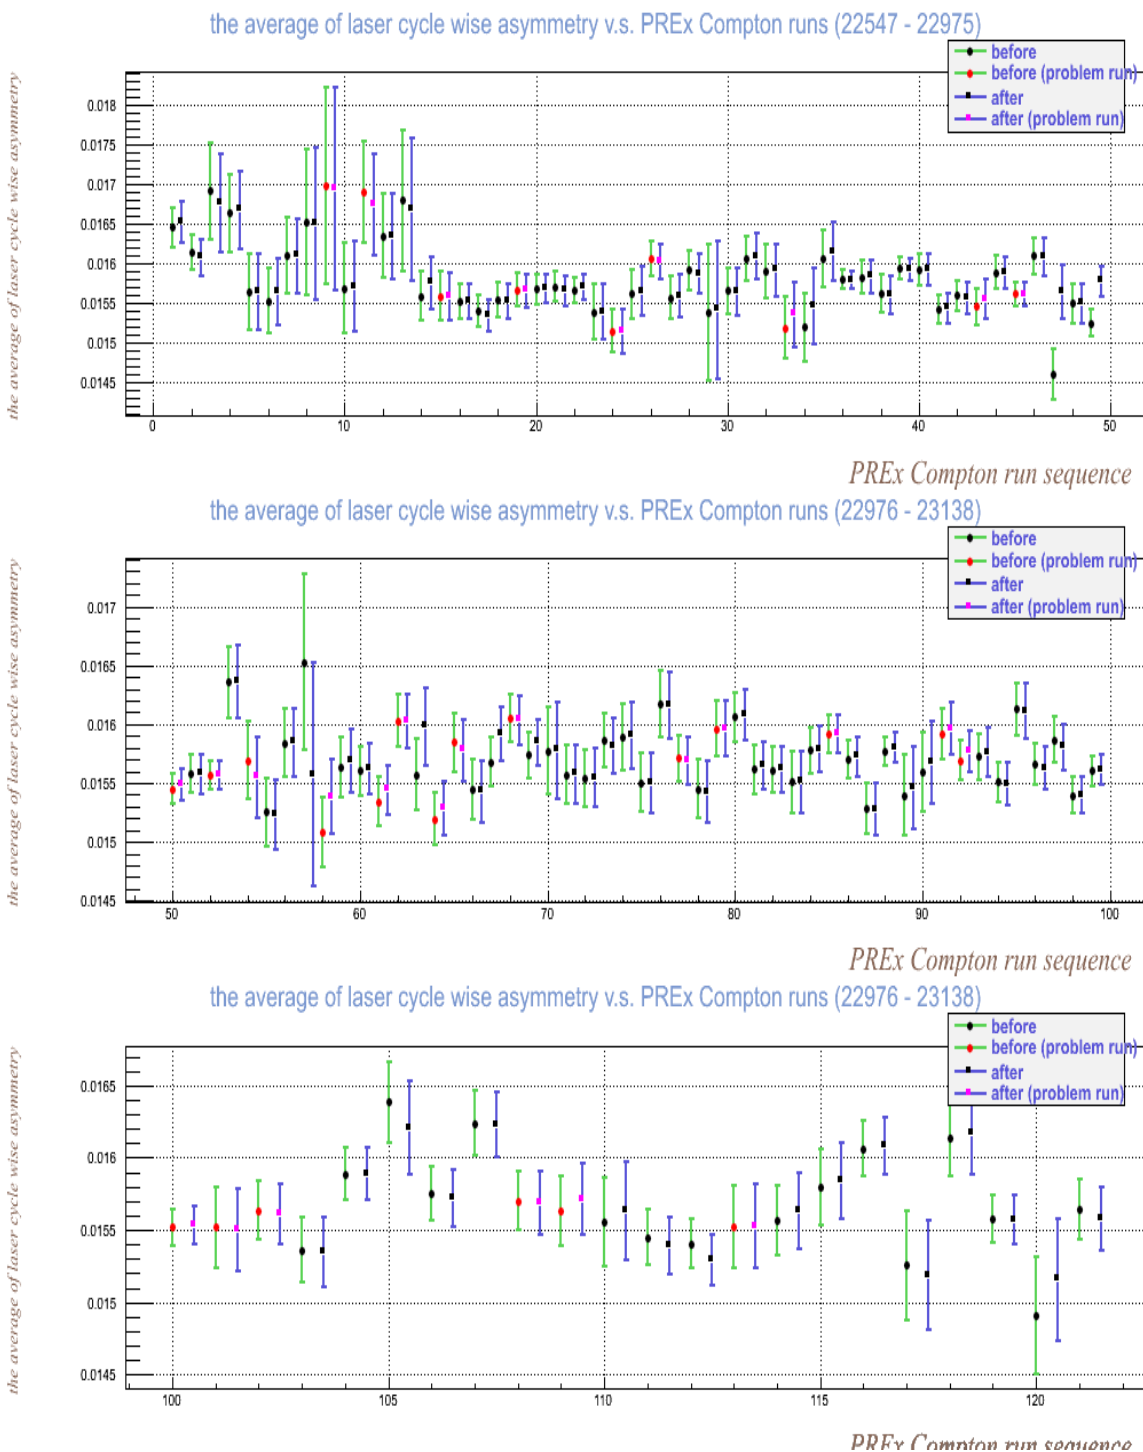 the average of laser cycle wise asymmetry v.s. PREx Compton runs (22547 - 22975)
before
before (problem run)
after
after (problem run)
the average of laser cycle wise asymmetry
0.018
0.0175
0.017
0.0165
0.016
0.0155
0.015
0.0145
0 10 20 30 40 50
PREx Compton run sequence
the average of laser cycle wise asymmetry v.s. PREx Compton runs (22976 - 23138)
before
before (problem run)
after
after (problem run)
the average of laser cycle wise asymmetry
0.017
0.0165
0.016
0.0155
0.015
0.0145
50 60 70 80 90 100
PREx Compton run sequence
the average of laser cycle wise asymmetry v.s. PREx Compton runs (22976 - 23138)
before
before (problem run)
after
after (problem run)
the average of laser cycle wise asymmetry
0.0165
0.016
0.0155
0.015
0.0145
100 105 110 115 120
PREx Compton run sequence